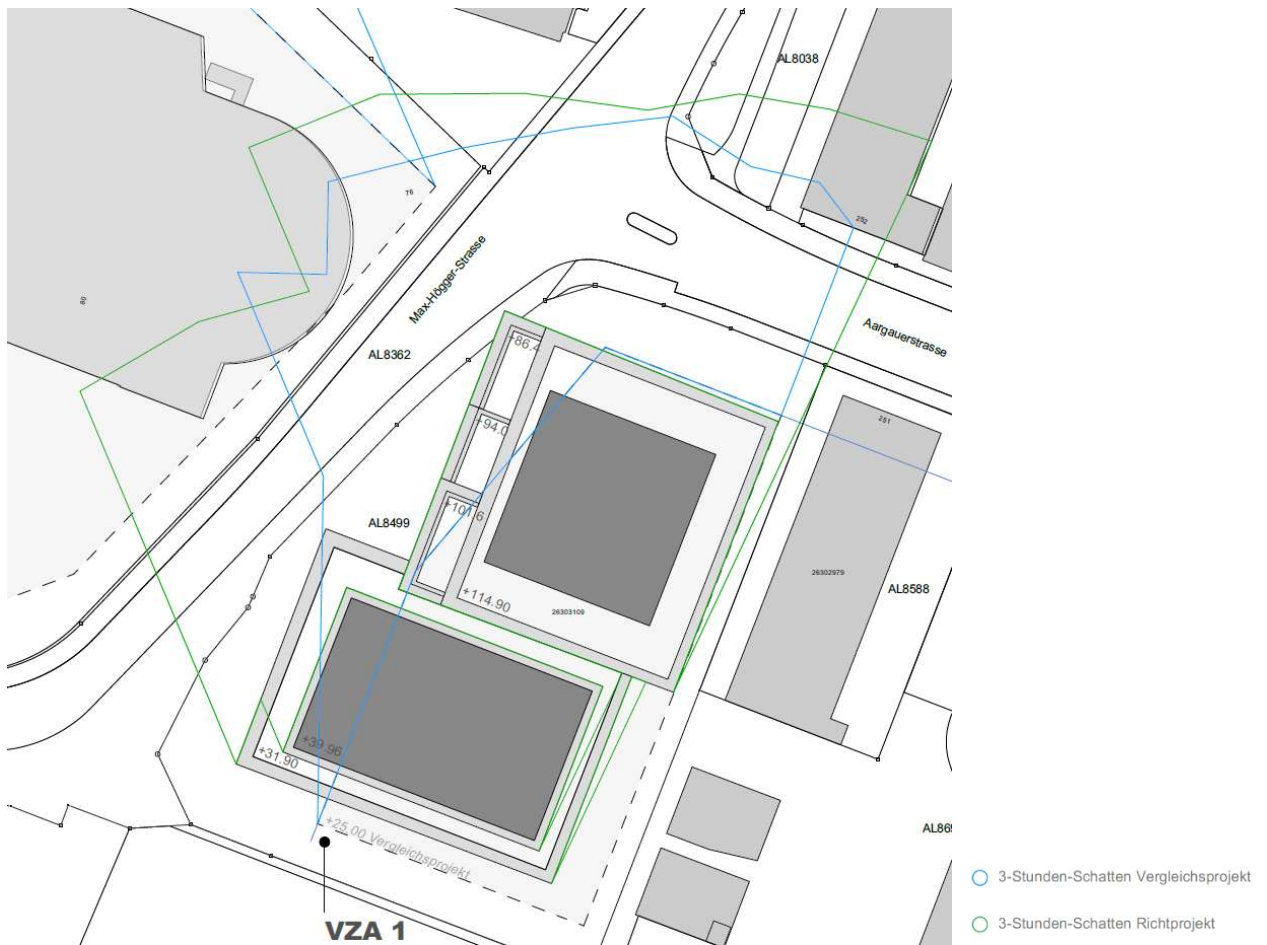 AL8038
76
252
80
Max-Högger-Strasse
Aargauerstrasse
+86.4
AL8362
+94.0
251
+101.6
AL8499
26302979
AL8588
+114.90
26303109
+39.96
+31.90
+25.00 Vergleichsprojekt
AL869
VZA 1
3-Stunden-Schatten Vergleichsprojekt
3-Stunden-Schatten Richtprojekt